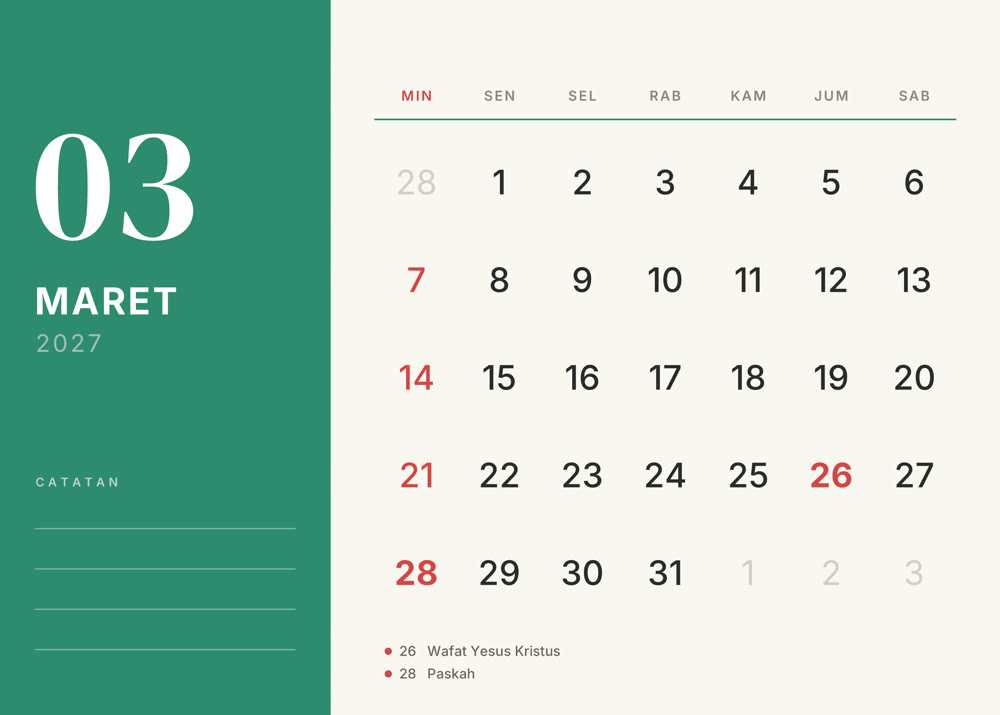 03
MARET
2027
CATATAN
MIN SEN SEL RAB KAM JUM SAB
28 1 2 3 4 5 6
7 8 9 10 11 12 13
14 15 16 17 18 19 20
21 22 23 24 25 26 27
28 29 30 31 1 2 3
26 Wafat Yesus Kristus
28 Paskah